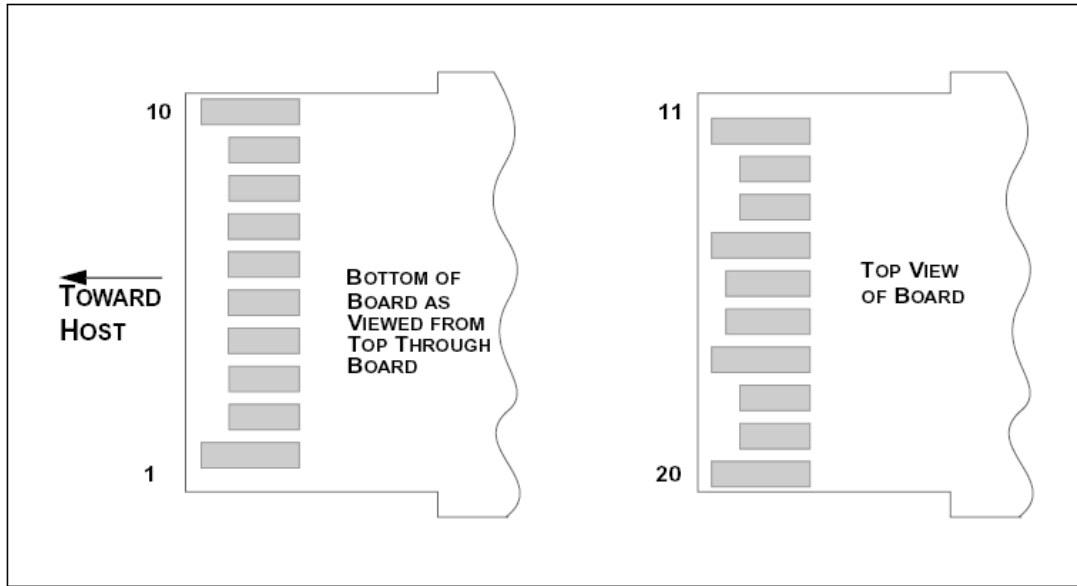 10
1
TOWARD
HOST
BOTTOM OF
BOARD AS
VIEWED FROM
TOP THROUGH
BOARD
11
20
TOP VIEW
OF BOARD